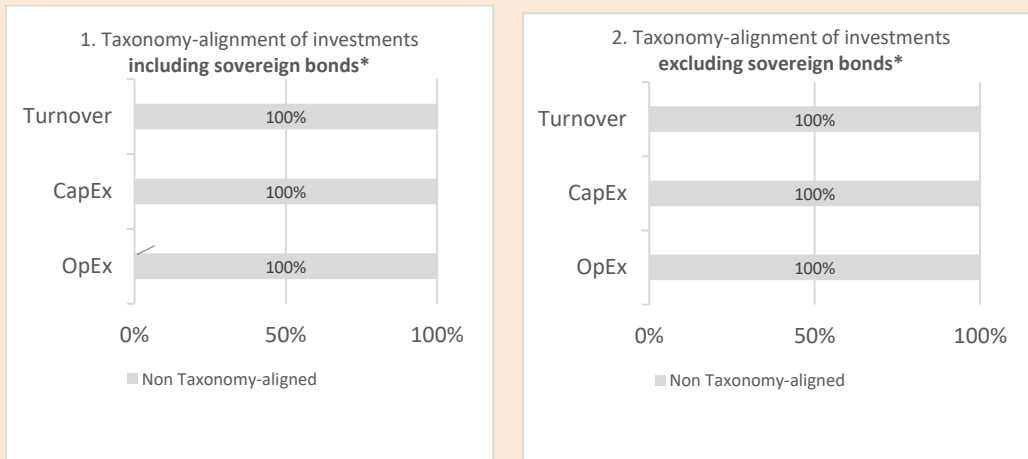 1. Taxonomy-alignment of investments
including sovereign bonds*
Turnover
100%
CapEx
100%
OpEx
100%
0%
50%
100%
Non Taxonomy-aligned
2. Taxonomy-alignment of investments
excluding sovereign bonds*
Turnover
100%
CapEx
100%
OpEx
100%
0%
50%
100%
Non Taxonomy-aligned